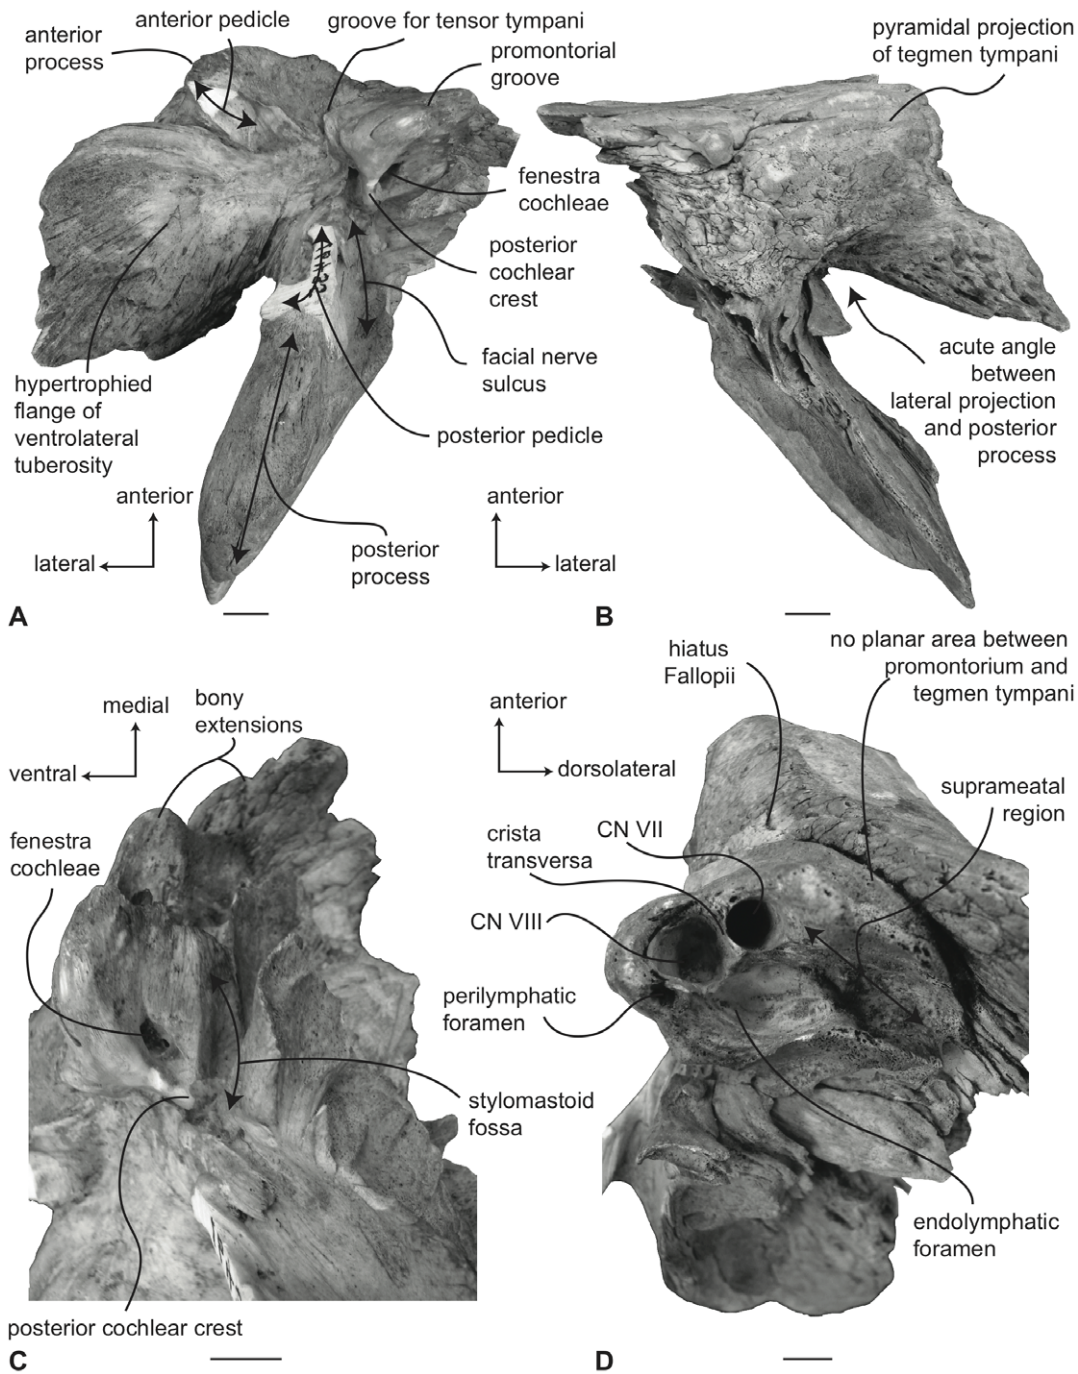 anterior pedicle
groove for tensor tympani
anterior
process
promontorial
groove
pyramidal projection
of tegmen tympani
fenestra
cochleae
posterior
cochlear
crest
facial nerve
sulcus
acute angle
between
lateral projection
and posterior
process
hypertrophied
flange of
ventrolateral
tuberosity
posterior pedicle
anterior
lateral
posterior
process
anterior
lateral
A
B
medial
ventral
bony
extensions
fenestra
cochleae
stylomastoid
fossa
posterior cochlear crest
C
hiatus
Fallopii
no planar area between
promontorium and
tegmen tympani
anterior
dorsolateral
suprameatal
region
crista
transversa
CN VII
CN VIII
perilymphatic
foramen
endolymphatic
foramen
D